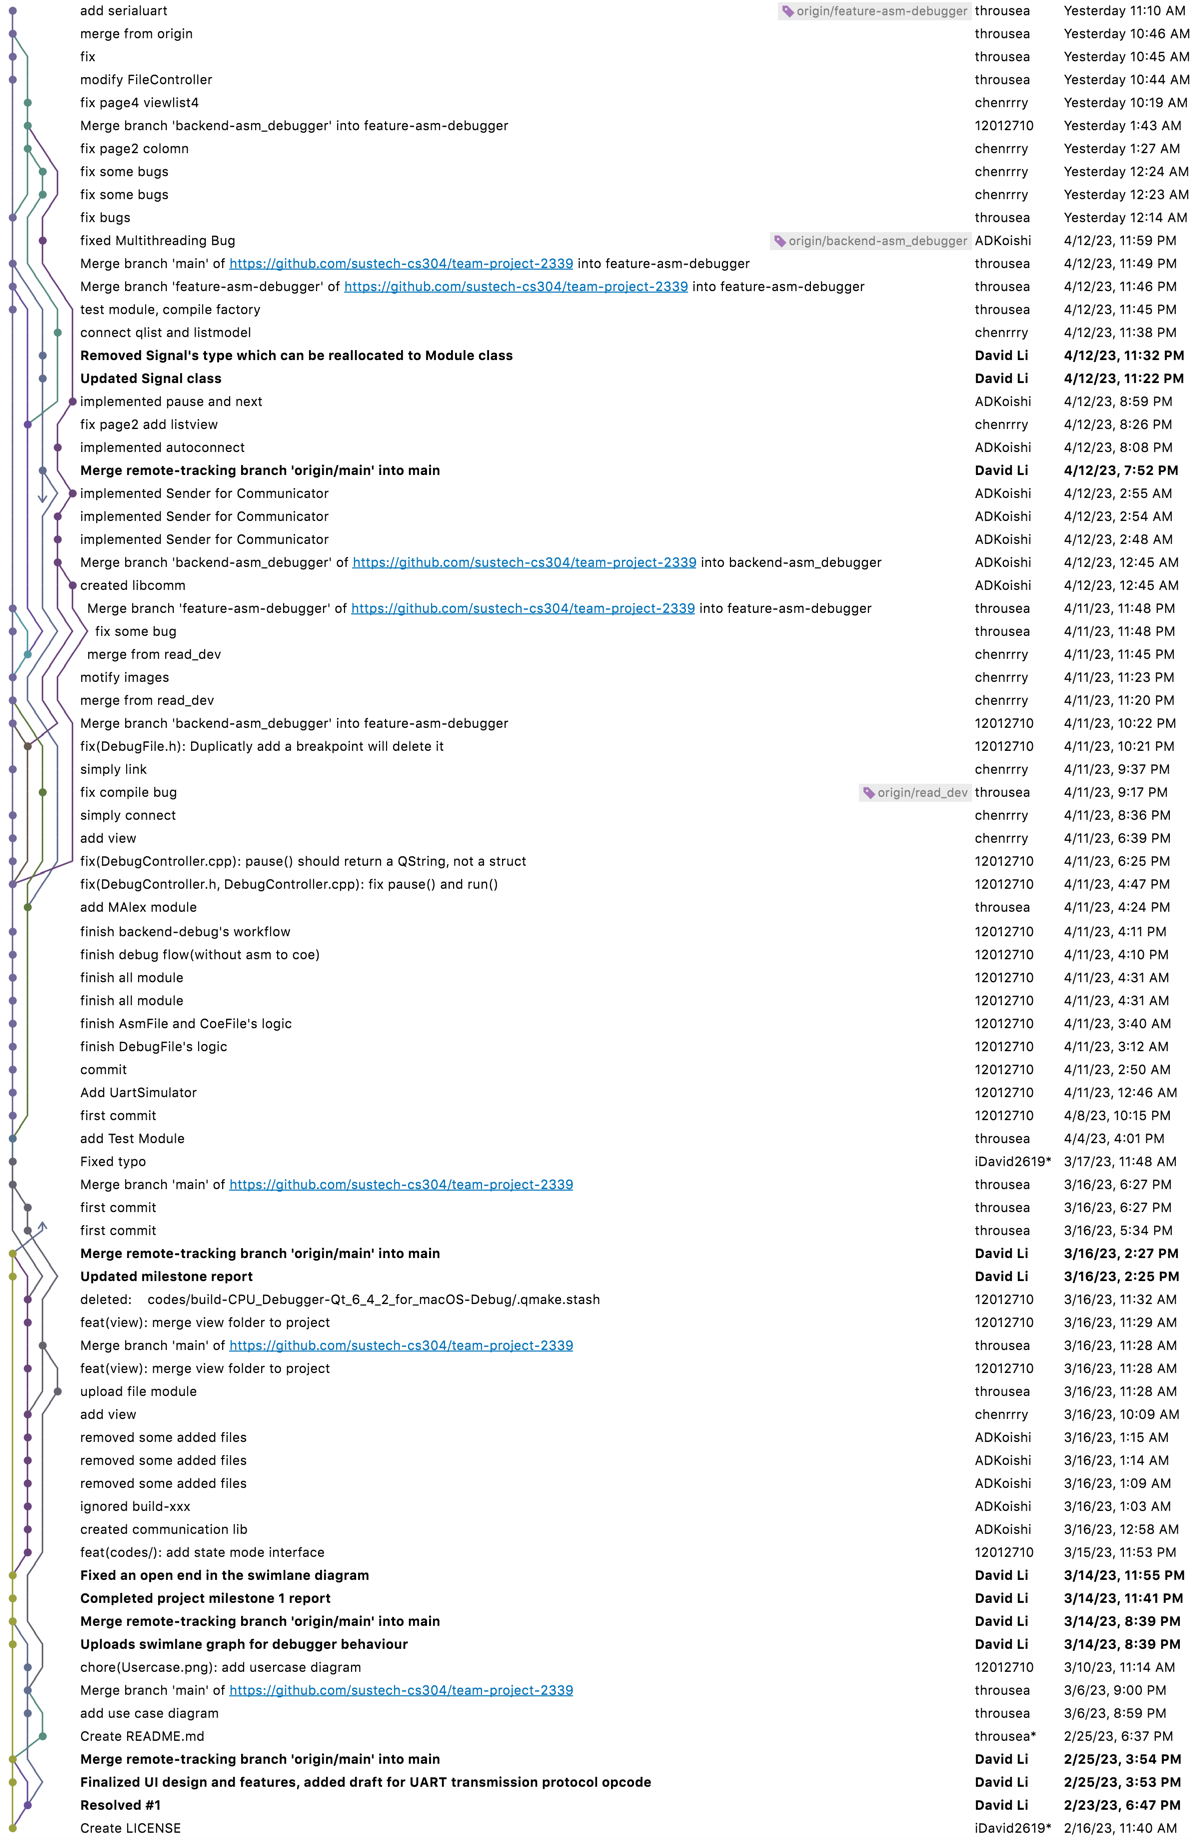 add serialuart origin/feature-asm-debugger throusea Yesterday 11:10 AM
merge from origin throusea Yesterday 10:46 AM
fix throusea Yesterday 10:45 AM
modify FileController throusea Yesterday 10:44 AM
fix page4 viewlist4 chenrrry Yesterday 10:19 AM
Merge branch 'backend-asm_debugger' into feature-asm-debugger 12012710 Yesterday 1:43 AM
fix page2 colomn chenrrry Yesterday 1:27 AM
fix some bugs chenrrry Yesterday 12:24 AM
fix some bugs chenrrry Yesterday 12:23 AM
fix bugs throusea Yesterday 12:14 AM
fixed Multithreading Bug origin/backend-asm_debugger ADKoishi 4/12/23, 11:59 PM
Merge branch 'main' of https://github.com/sustech-cs304/team-project-2339 into feature-asm-debugger throusea 4/12/23, 11:49 PM
Merge branch 'feature-asm-debugger' of https://github.com/sustech-cs304/team-project-2339 into feature-asm-debugger throusea 4/12/23, 11:46 PM
test module, compile factory throusea 4/12/23, 11:45 PM
connect qlist and listmodel chenrrry 4/12/23, 11:38 PM
Removed Signal's type which can be reallocated to Module class David Li 4/12/23, 11:32 PM
Updated Signal class David Li 4/12/23, 11:22 PM
implemented pause and next ADKoishi 4/12/23, 8:59 PM
fix page2 add listview chenrrry 4/12/23, 8:26 PM
implemented autoconnect ADKoishi 4/12/23, 8:08 PM
Merge remote-tracking branch 'origin/main' into main David Li 4/12/23, 7:52 PM
implemented Sender for Communicator ADKoishi 4/12/23, 2:55 AM
implemented Sender for Communicator ADKoishi 4/12/23, 2:54 AM
implemented Sender for Communicator ADKoishi 4/12/23, 2:48 AM
Merge branch 'backend-asm_debugger' of https://github.com/sustech-cs304/team-project-2339 into backend-asm_debugger ADKoishi 4/12/23, 12:45 AM
created libcomm ADKoishi 4/12/23, 12:45 AM
Merge branch 'feature-asm-debugger' of https://github.com/sustech-cs304/team-project-2339 into feature-asm-debugger throusea 4/11/23, 11:48 PM
fix some bug throusea 4/11/23, 11:48 PM
merge from read_dev chenrrry 4/11/23, 11:45 PM
motify images chenrrry 4/11/23, 11:23 PM
merge from read_dev chenrrry 4/11/23, 11:20 PM
Merge branch 'backend-asm_debugger' into feature-asm-debugger 12012710 4/11/23, 10:22 PM
fix(DebugFile.h): Duplicatly add a breakpoint will delete it 12012710 4/11/23, 10:21 PM
simply link chenrrry 4/11/23, 9:37 PM
fix compile bug origin/read_dev throusea 4/11/23, 9:17 PM
simply connect chenrrry 4/11/23, 8:36 PM
add view chenrrry 4/11/23, 6:39 PM
fix(DebugController.cpp): pause() should return a QString, not a struct 12012710 4/11/23, 6:25 PM
fix(DebugController.h, DebugController.cpp): fix pause() and run() 12012710 4/11/23, 4:47 PM
add MAlex module throusea 4/11/23, 4:24 PM
finish backend-debug's workflow 12012710 4/11/23, 4:11 PM
finish debug flow(without asm to coe) 12012710 4/11/23, 4:10 PM
finish all module 12012710 4/11/23, 4:31 AM
finish all module 12012710 4/11/23, 4:31 AM
finish AsmFile and CoeFile's logic 12012710 4/11/23, 3:40 AM
finish DebugFile's logic 12012710 4/11/23, 3:12 AM
commit 12012710 4/11/23, 2:50 AM
Add UartSimulator 12012710 4/11/23, 12:46 AM
first commit 12012710 4/8/23, 10:15 PM
add Test Module throusea 4/4/23, 4:01 PM
Fixed typo iDavid2619* 3/17/23, 11:48 AM
Merge branch 'main' of https://github.com/sustech-cs304/team-project-2339 throusea 3/16/23, 6:27 PM
first commit throusea 3/16/23, 6:27 PM
first commit throusea 3/16/23, 5:34 PM
Merge remote-tracking branch 'origin/main' into main David Li 3/16/23, 2:27 PM
Updated milestone report David Li 3/16/23, 2:25 PM
deleted: codes/build-CPU_Debugger-Qt_6_4_2_for_macOS-Debug/.qmake.stash 12012710 3/16/23, 11:32 AM
feat(view): merge view folder to project 12012710 3/16/23, 11:29 AM
Merge branch 'main' of https://github.com/sustech-cs304/team-project-2339 throusea 3/16/23, 11:28 AM
feat(view): merge view folder to project 12012710 3/16/23, 11:28 AM
upload file module throusea 3/16/23, 11:28 AM
add view chenrrry 3/16/23, 10:09 AM
removed some added files ADKoishi 3/16/23, 1:15 AM
removed some added files ADKoishi 3/16/23, 1:14 AM
removed some added files ADKoishi 3/16/23, 1:09 AM
ignored build-xxx ADKoishi 3/16/23, 1:03 AM
created communication lib ADKoishi 3/16/23, 12:58 AM
feat(codes/): add state mode interface 12012710 3/15/23, 11:53 PM
Fixed an open end in the swimlane diagram David Li 3/14/23, 11:55 PM
Completed project milestone 1 report David Li 3/14/23, 11:41 PM
Merge remote-tracking branch 'origin/main' into main David Li 3/14/23, 8:39 PM
Uploads swimlane graph for debugger behaviour David Li 3/14/23, 8:39 PM
chore(Usercase.png): add usercase diagram 12012710 3/10/23, 11:14 AM
Merge branch 'main' of https://github.com/sustech-cs304/team-project-2339 throusea 3/6/23, 9:00 PM
add use case diagram throusea 3/6/23, 8:59 PM
Create README.md throusea* 2/25/23, 6:37 PM
Merge remote-tracking branch 'origin/main' into main David Li 2/25/23, 3:54 PM
Finalized UI design and features, added draft for UART transmission protocol opcode David Li 2/25/23, 3:53 PM
Resolved #1 David Li 2/23/23, 6:47 PM
Create LICENSE iDavid2619* 2/16/23, 11:40 AM